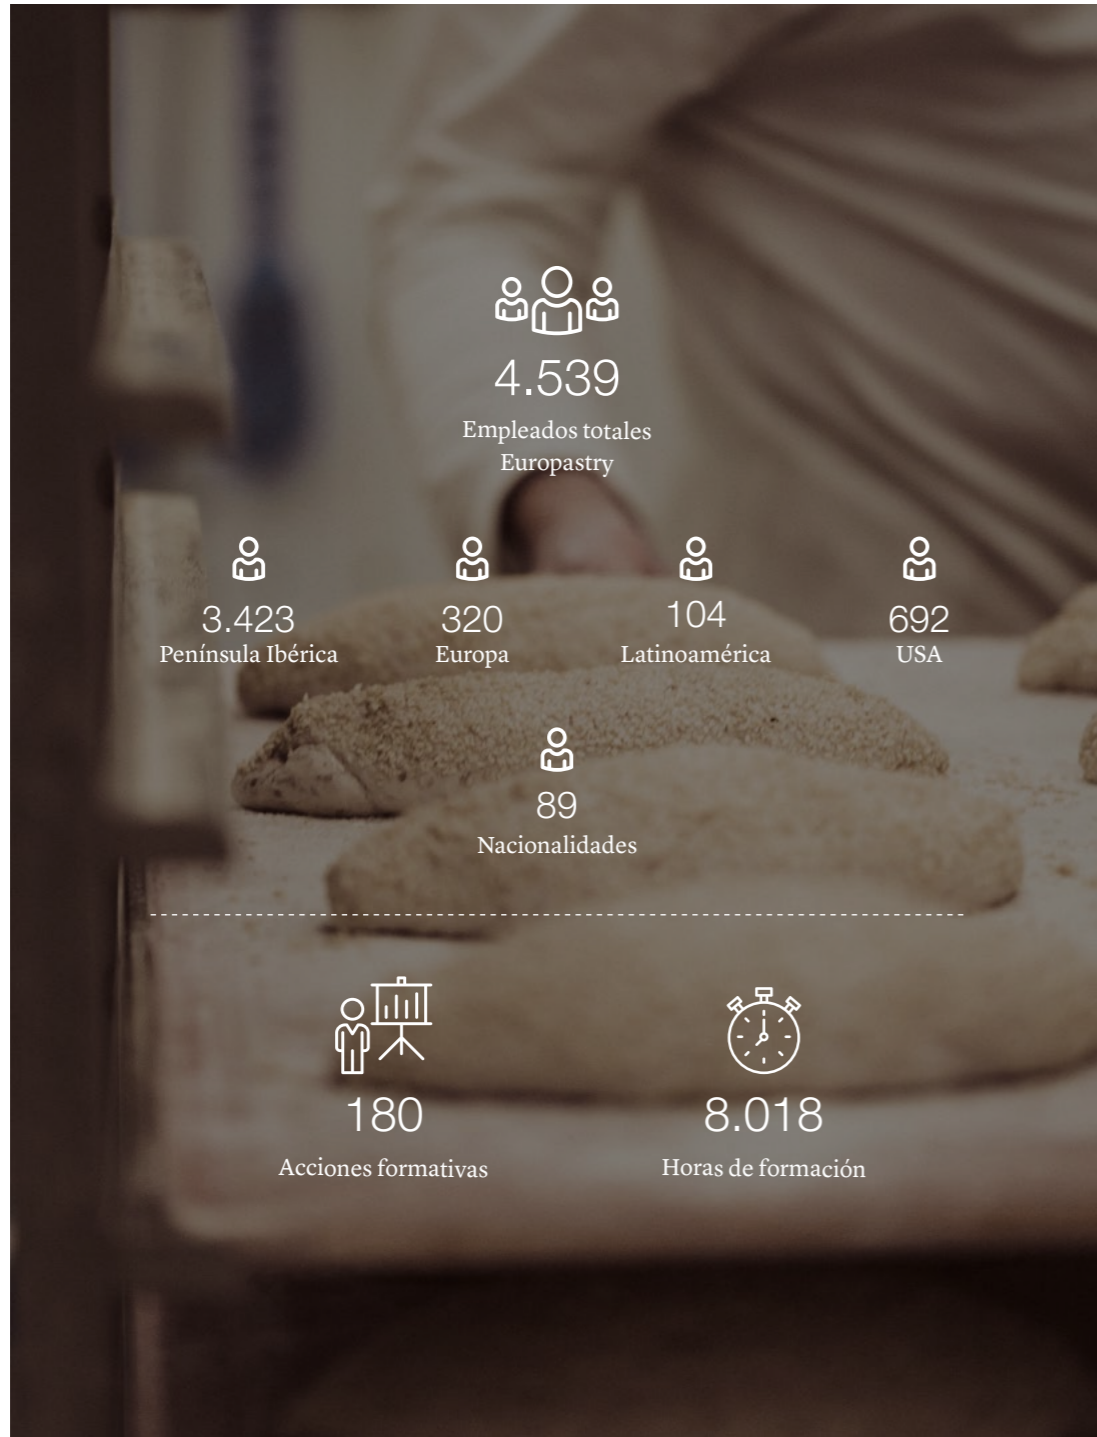 4.539
Empleados totales
Europastry
3.423
Península Ibérica
320
Europa
104
Latinoamérica
692
USA
89
Nacionalidades
180
Acciones formativas
8.018
Horas de formación